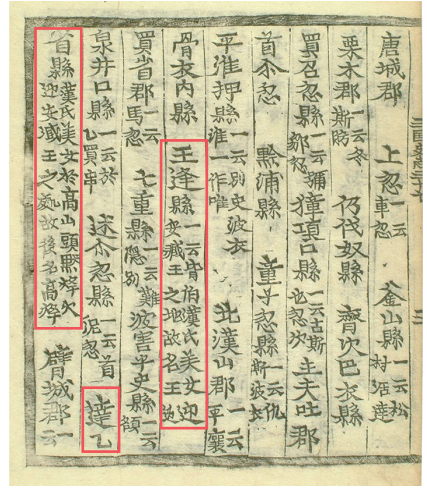 唐城郡 上忽一云車忽 釜山縣一云松村活達
栗木郡一云冬斯肹 仍伐奴縣 齊次巴衣縣
買召忽縣一云彌鄒忽 獐項口縣一云古斯也忽次 主夫吐郡
首尒忽 黔浦縣 童子忽縣一云仇斯波衣
平淮押縣一云別史波衣淮一作唯 北漢山郡一云平壤
骨衣內縣 王逢縣一云皆伯漢氏美女迎安臧王之地故名王逢
買省郡一云馬忽 七重縣一云難隱別 波害平史縣一云額
泉井口縣一云於乙買串 述尒忽縣一云首泥忽 達乙
省縣漢氏美女於高山頭點烽火迎安臧王之處故後名高烽 臂城郡一云